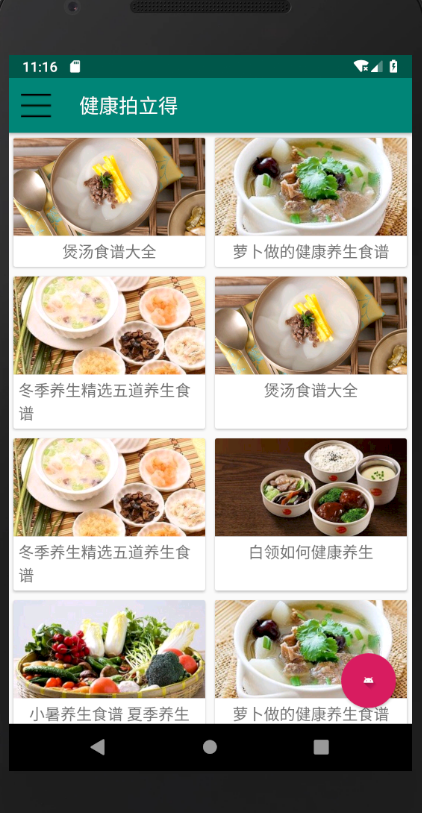 11:16
健康拍立得
煲汤食谱大全
萝卜做的健康养生食谱
冬季养生精选五道养生食
谱
煲汤食谱大全
冬季养生精选五道养生食
谱
白领如何健康养生
小暑养生食谱 夏季养生
萝卜做的健康养生食谱